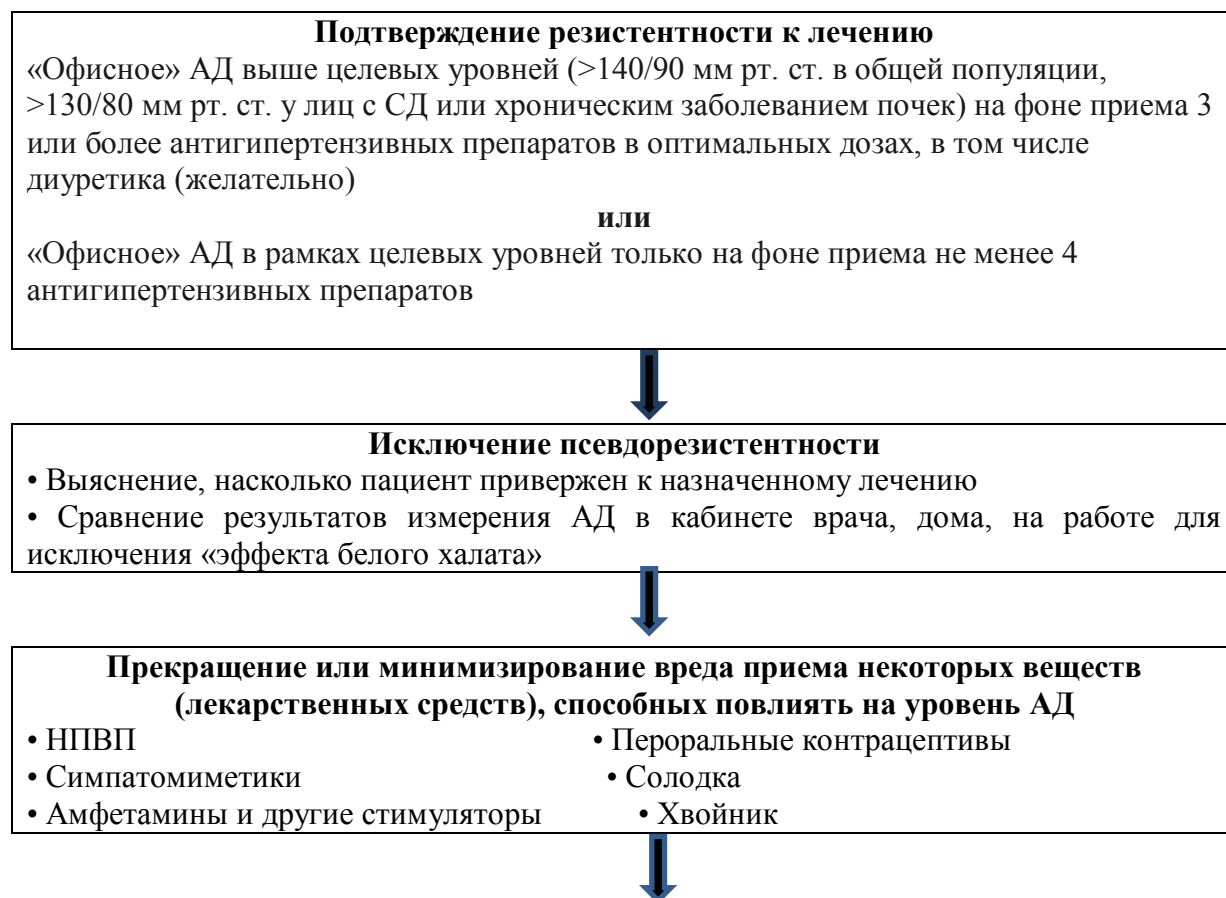 Подтверждение резистентности к лечению
«Офисное» АД выше целевых уровней (>140/90 мм рт. ст. в общей популяции,
>130/80 мм рт. ст. у лиц с СД или хроническим заболеванием почек) на фоне приема 3
или более антигипертензивных препаратов в оптимальных дозах, в том числе
диуретика (желательно)
или
«Офисное» АД в рамках целевых уровней только на фоне приема не менее 4
антигипертензивных препаратов
Исключение псевдорезистентности
• Выяснение, насколько пациент привержен к назначенному лечению
• Сравнение результатов измерения АД в кабинете врача, дома, на работе для
исключения «эффекта белого халата»
Прекращение или минимизирование вреда приема некоторых веществ
(лекарственных средств), способных повлиять на уровень АД
• НПВП • Пероральные контрацептивы
• Симпатомиметики • Солодка
• Амфетамины и другие стимуляторы • Хвойник